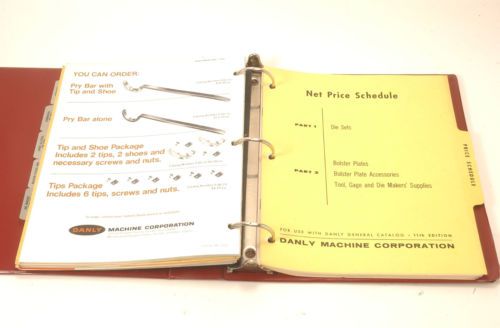 YOU CAN ORDER:
Pry Bar with
Tip and Shoe
Pry Bar alone
Tip and Shoe Package
Includes 2 tips, 2 shoes and
necessary screws and nuts.
Tips Package
Includes 6 tips, screws and nuts.
DANLY MACHINE CORPORATION
Net Price Schedule
PART 1
Die Sets
PART 2
Bolster Plates
Bolster Plate Accessories
Tool, Gage and Die Makers' Supplies
FOR USE WITH DANLY GENERAL CATALOG • 11th EDITION
DANLY MACHINE CORPORATION
PRICE SCHEDULE